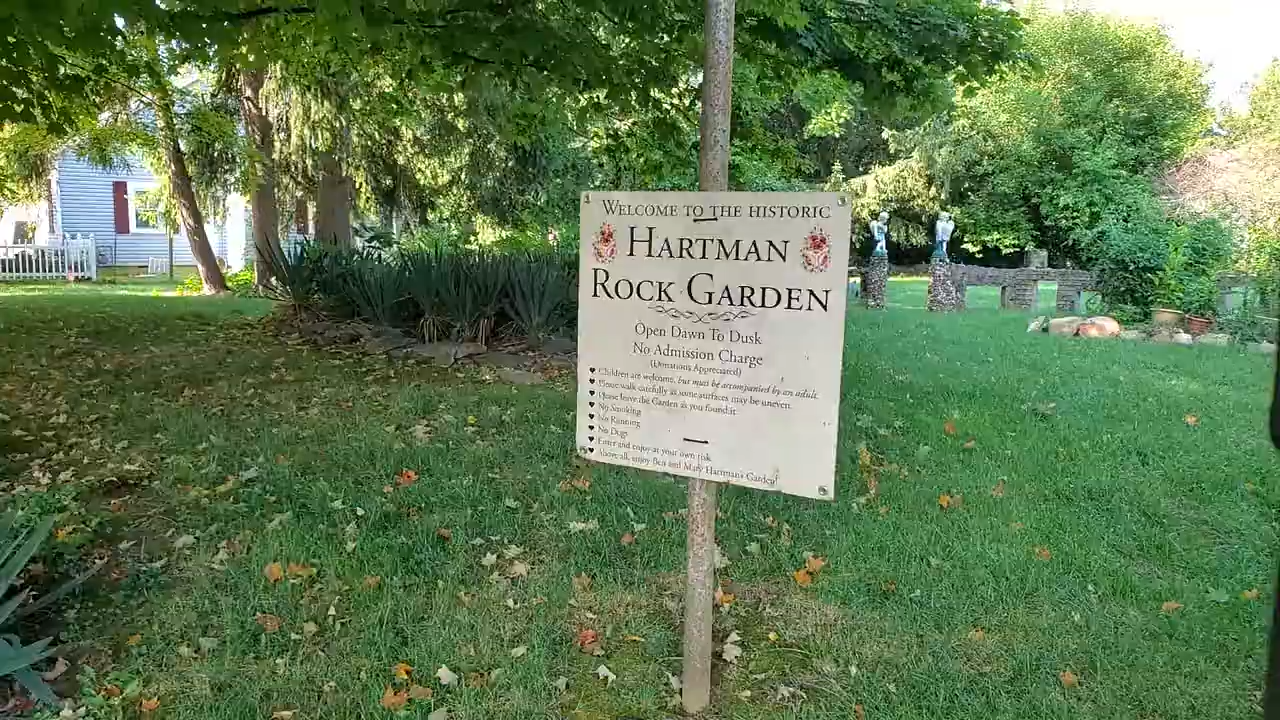 WELCOME TO THE HISTORIC
HARTMAN
ROCK GARDEN
Open Dawn To Dusk
No Admission Charge
(Donations Appreciated)
♥ Children are welcome, but must be accompanied by an adult.
♥ Please walk carefully as some surfaces may be uneven.
♥ Please leave the Garden as you found it.
♥ No Smoking
♥ No Running
♥ No Dogs
♥ Enter and enjoy at your own risk
♥ Above all, enjoy Ben and Mary Hartman's Garden!